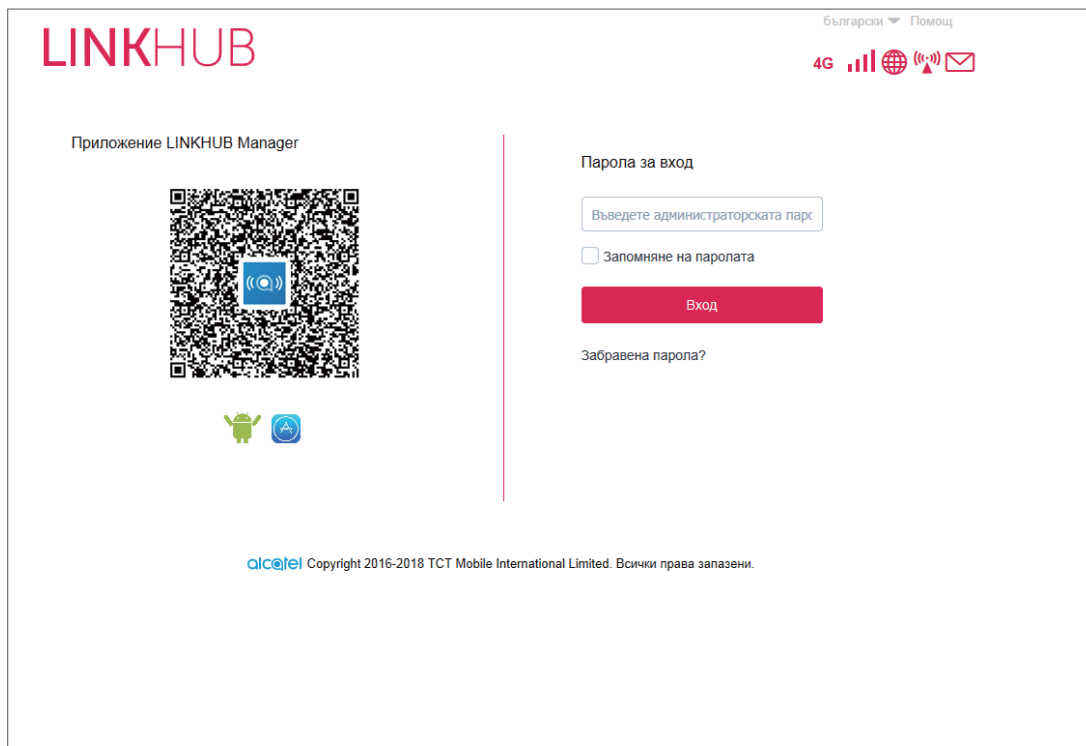 български Помощ
LINKHUB
4G
Приложение LINKHUB Manager
Парола за вход
Въведете администраторската парс
Запомняне на паролата
Вход
Забравена парола?
alcatel Copyright 2016-2018 TCT Mobile International Limited. Всички права запазени.